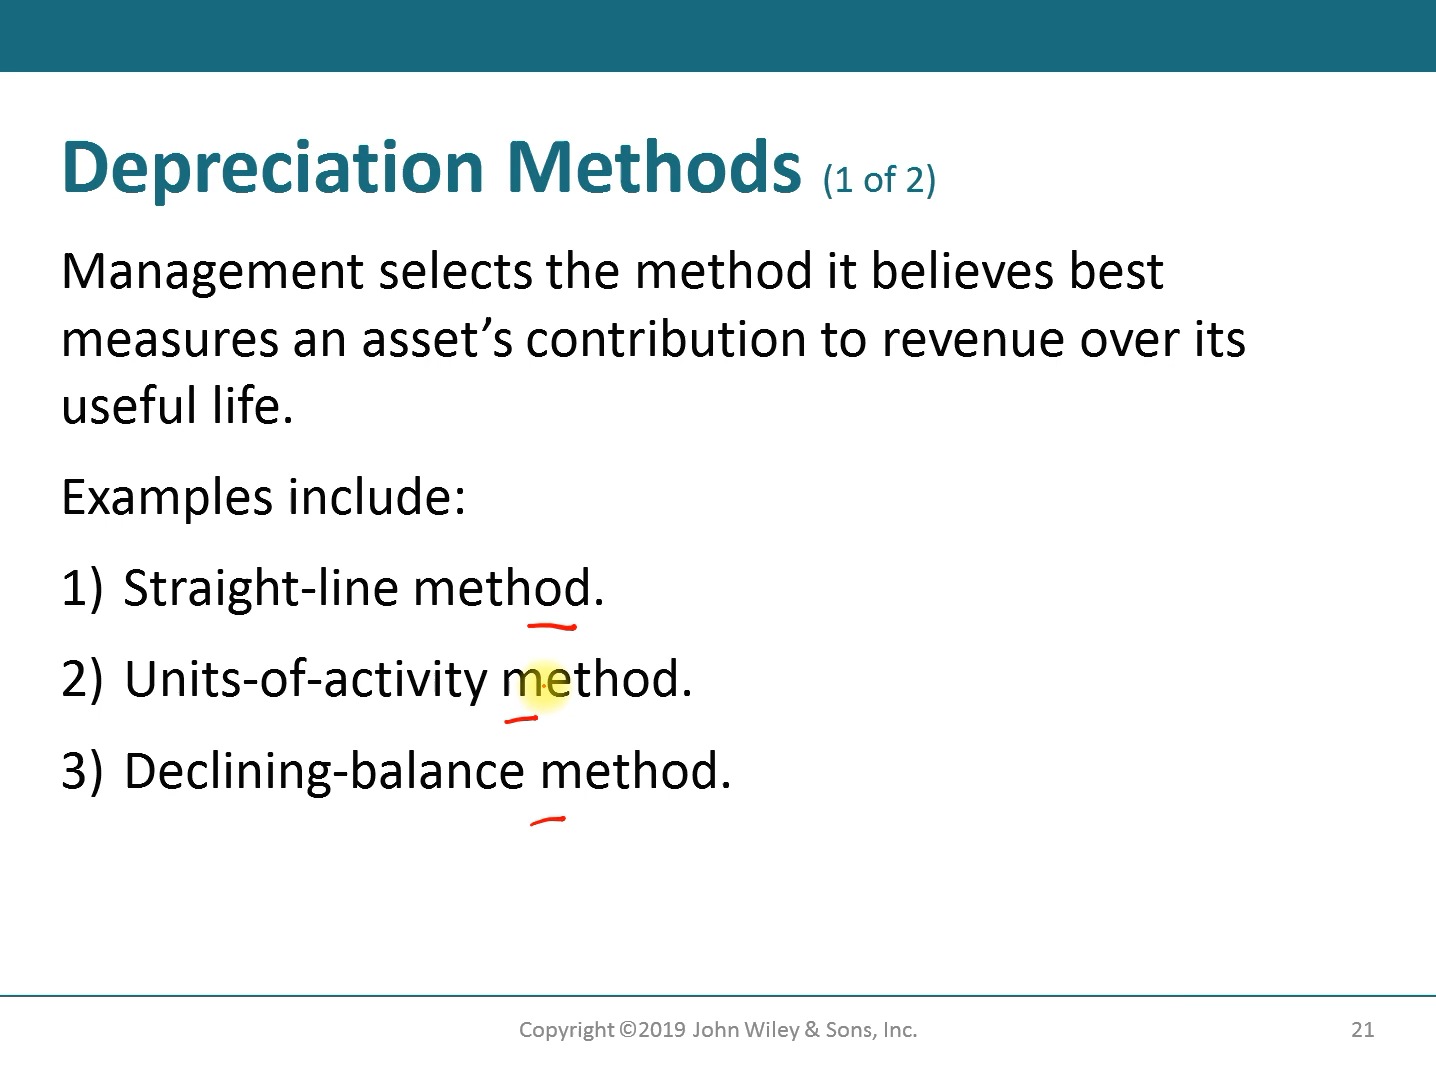 Depreciation Methods (1 of 2)
Management selects the method it believes best
measures an asset’s contribution to revenue over its
useful life.
Examples include:
1) Straight-line method.
2) Units-of-activity method.
3) Declining-balance method.
Copyright ©2019 John Wiley & Sons, Inc.
21